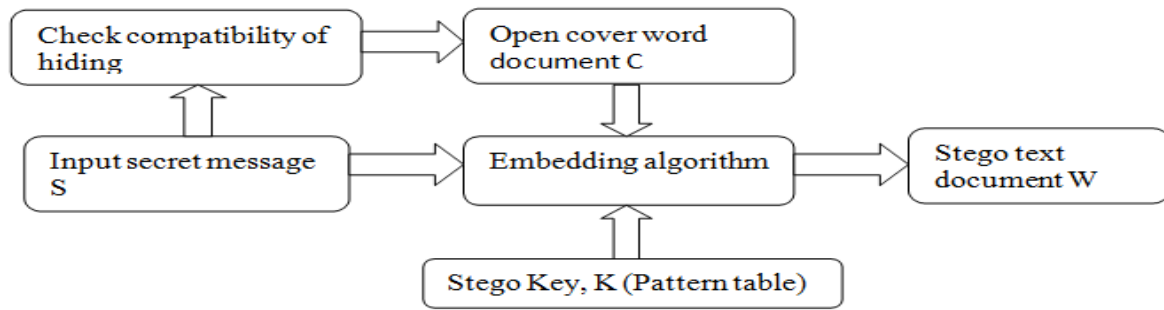 Check compatibility of
hiding
Open cover word
document C
Input secret message
S
Embedding algorithm
Stego text
document W
Stego Key, K (Pattern table)